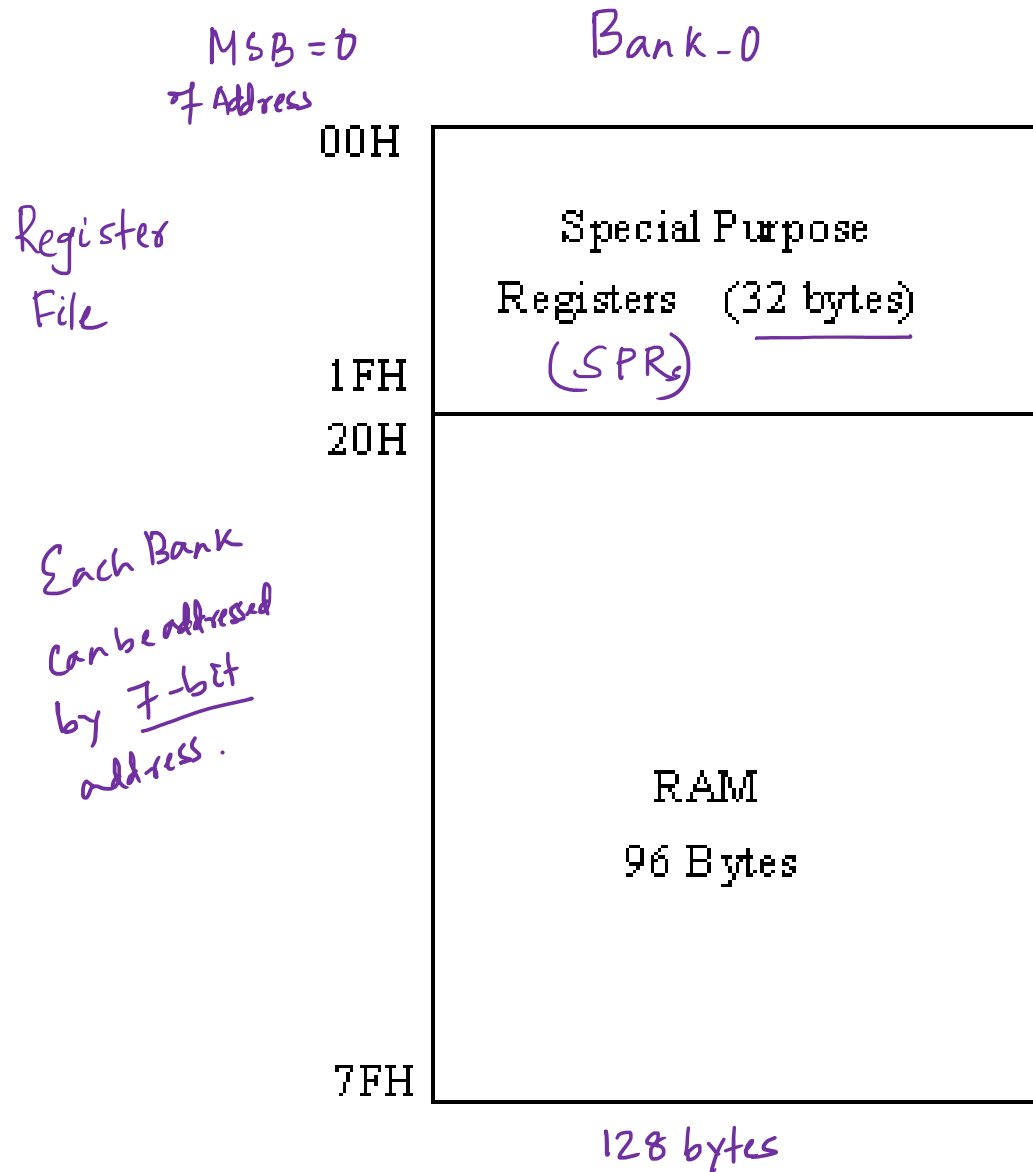 MSB = 0
of Address
Bank-0
00H
Register
File
Special Purpose
Registers (32 bytes)
(SPRs)
1FH
20H
Each Bank
can be addressed
by 7-bit
address.
RAM
96 Bytes
7FH
128 bytes